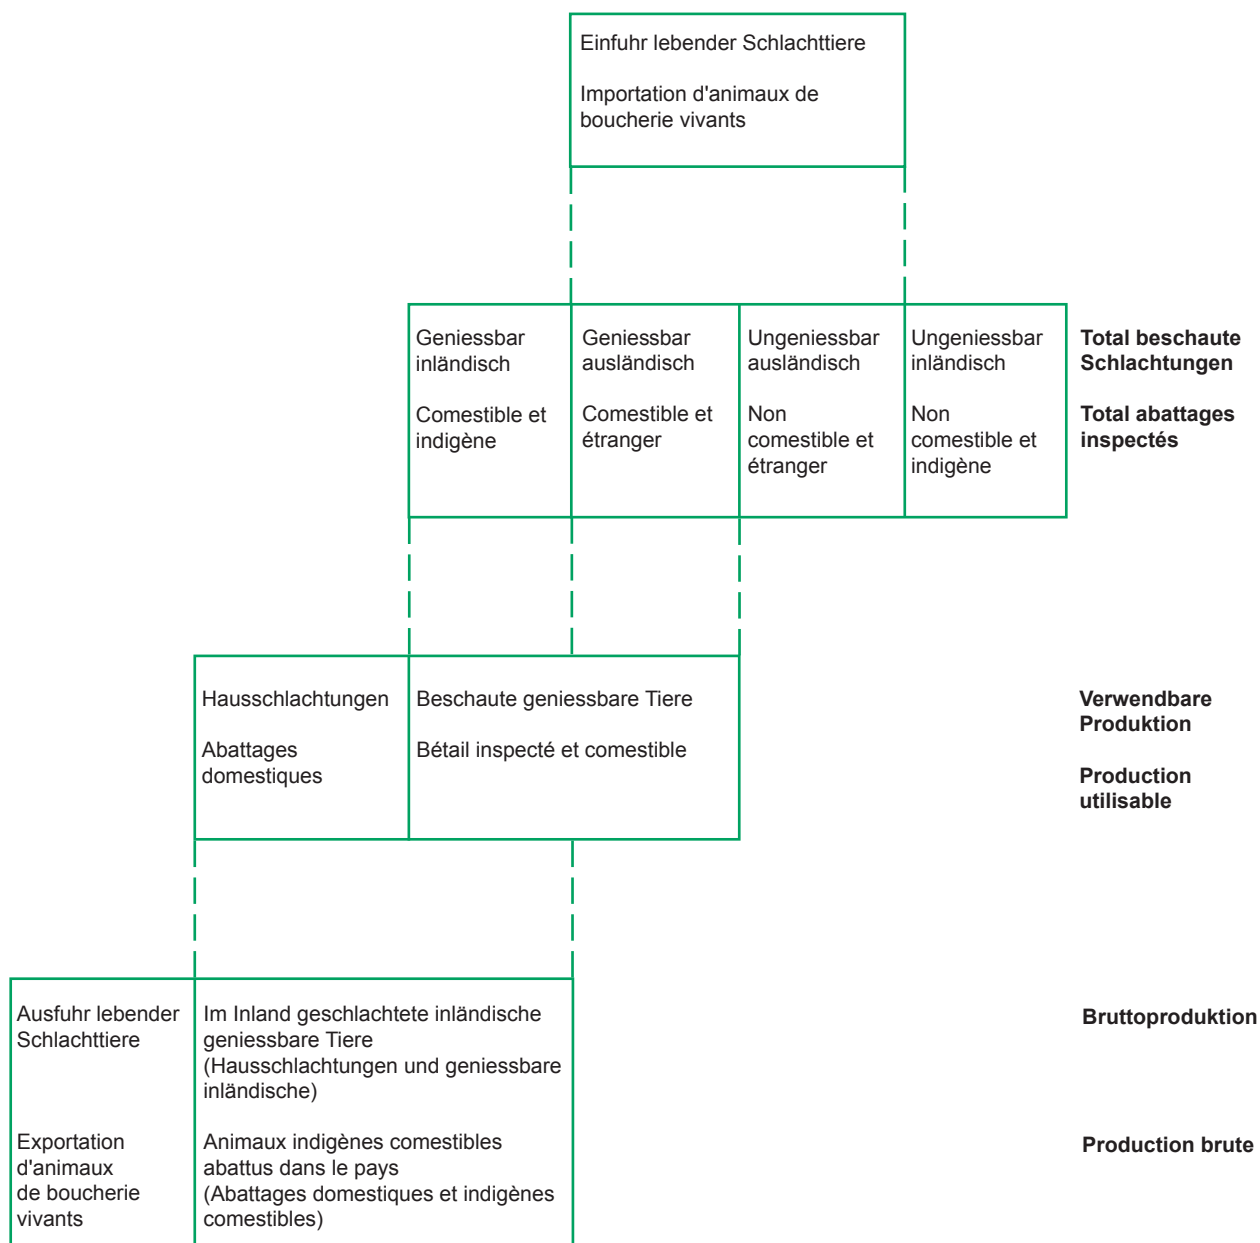 Einfuhr lebender Schlachttiere
Importation d'animaux de
boucherie vivants
Geniessbar
inländisch
Comestible et
indigène
Geniessbar
ausländisch
Comestible et
étranger
Ungeniessbar
ausländisch
Non
comestible et
étranger
Ungeniessbar
inländisch
Non
comestible et
indigène
Total beschaute
Schlachtungen
Total abattages
inspectés
Hausschlachtungen
Abattages
domestiques
Beschaute geniessbare Tiere
Bétail inspecté et comestible
Verwendbare
Produktion
Production
utilisable
Ausfuhr lebender
Schlachttiere
Exportation
d'animaux
de boucherie
vivants
Im Inland geschlachtete inländische
geniessbare Tiere
(Hausschlachtungen und geniessbare
inländische)
Animaux indigènes comestibles
abattus dans le pays
(Abattages domestiques et indigènes
comestibles)
Bruttoproduktion
Production brute